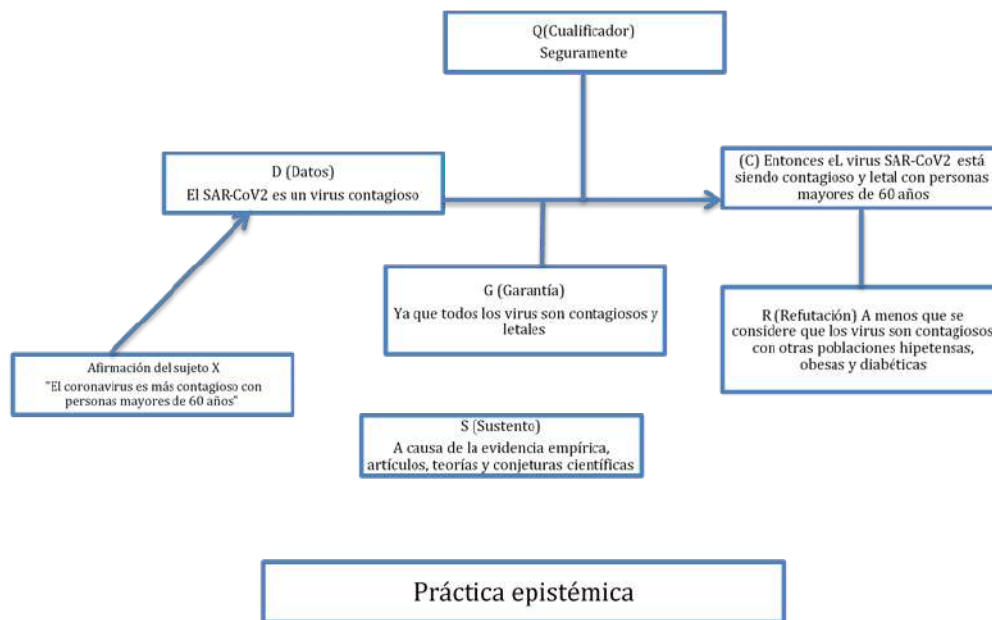 Q(Cualificador)
Seguramente
D (Datos)
El SAR-CoV2 es un virus contagioso
(C) Entonces eL virus SAR-CoV2 está
siendo contagioso y letal con personas
mayores de 60 años
G (Garantía)
Ya que todos los virus son contagiosos y
letales
R (Refutación) A menos que se
considere que los virus son contagiosos
con otras poblaciones hipetensas,
obesas y diabéticas
Afirmación del sujeto X
"El coronavirus es más contagioso con
personas mayores de 60 años"
S (Sustento)
A causa de la evidencia empírica,
artículos, teorías y conjeturas científicas
Práctica epistémica